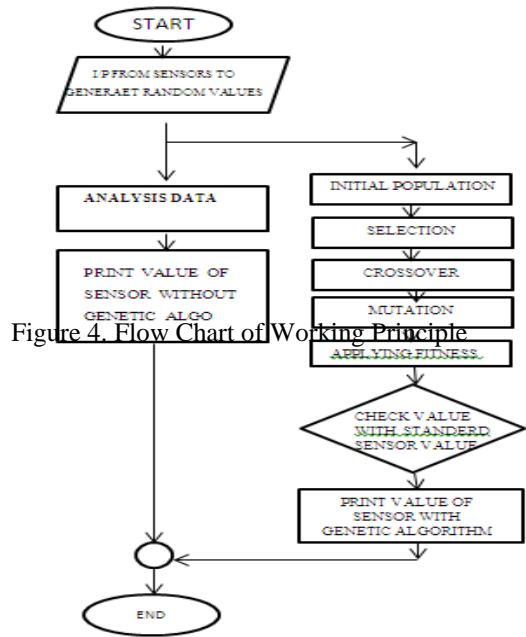 START
I/P FROM SENSORS TO
GENERAET RANDOM VALUES
ANALYSIS DATA
PRINT VALUE OF
SENSOR WITHOUT
GENETIC ALGO
INITIAL POPULATION
SELECTION
CROSSOVER
MUTATION
Figure 4. Flow Chart of Working Principle
APPLYING FITNESS
CHECK VALUE
WITH STANDERD
SENSOR VALUE
PRINT VALUE OF
SENSOR WITH
GENETIC ALGORITHM
END